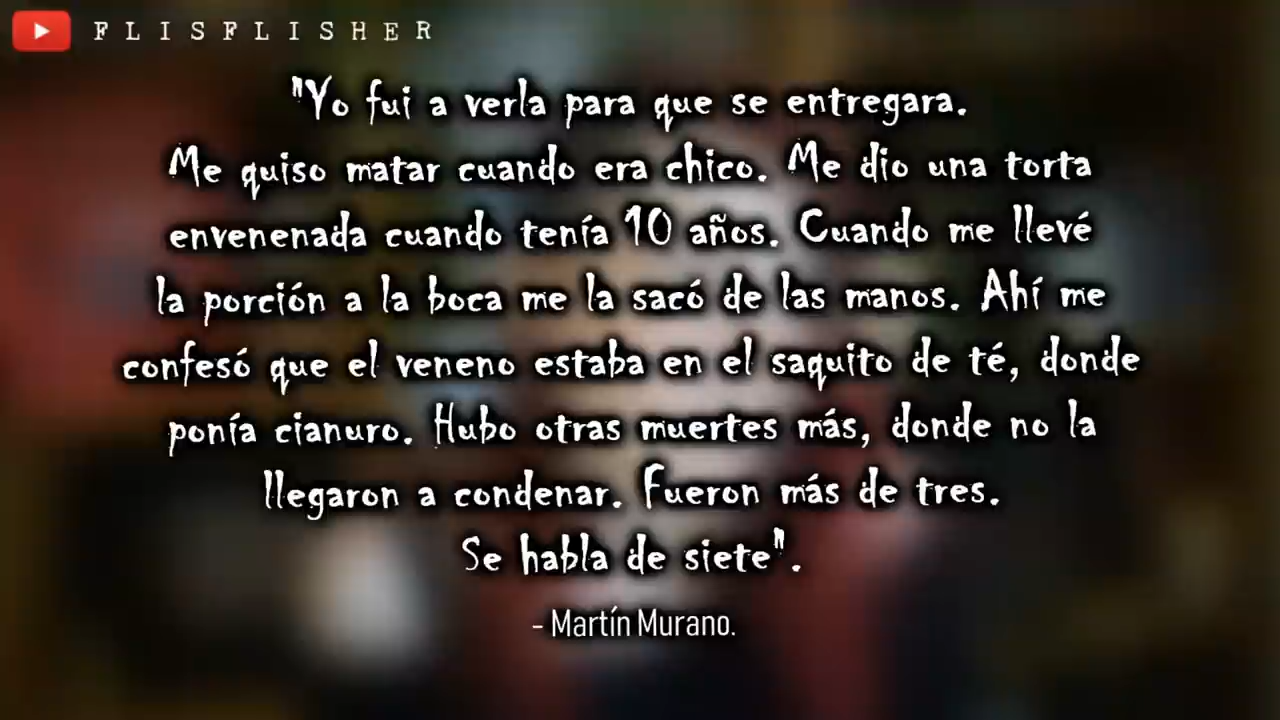 FLISFLISHER
"Yo fui a verla para que se entregara.
Me quiso matar cuando era chico. Me dio una torta
envenenada cuando tenía 10 años. Cuando me llevé
la porción a la boca me la sacó de las manos. Ahí me
confesó que el veneno estaba en el saquito de té, donde
ponía cianuro. Hubo otras muertes más, donde no la
llegaron a condenar. Fueron más de tres.
Se habla de siete".
- Martín Murano.